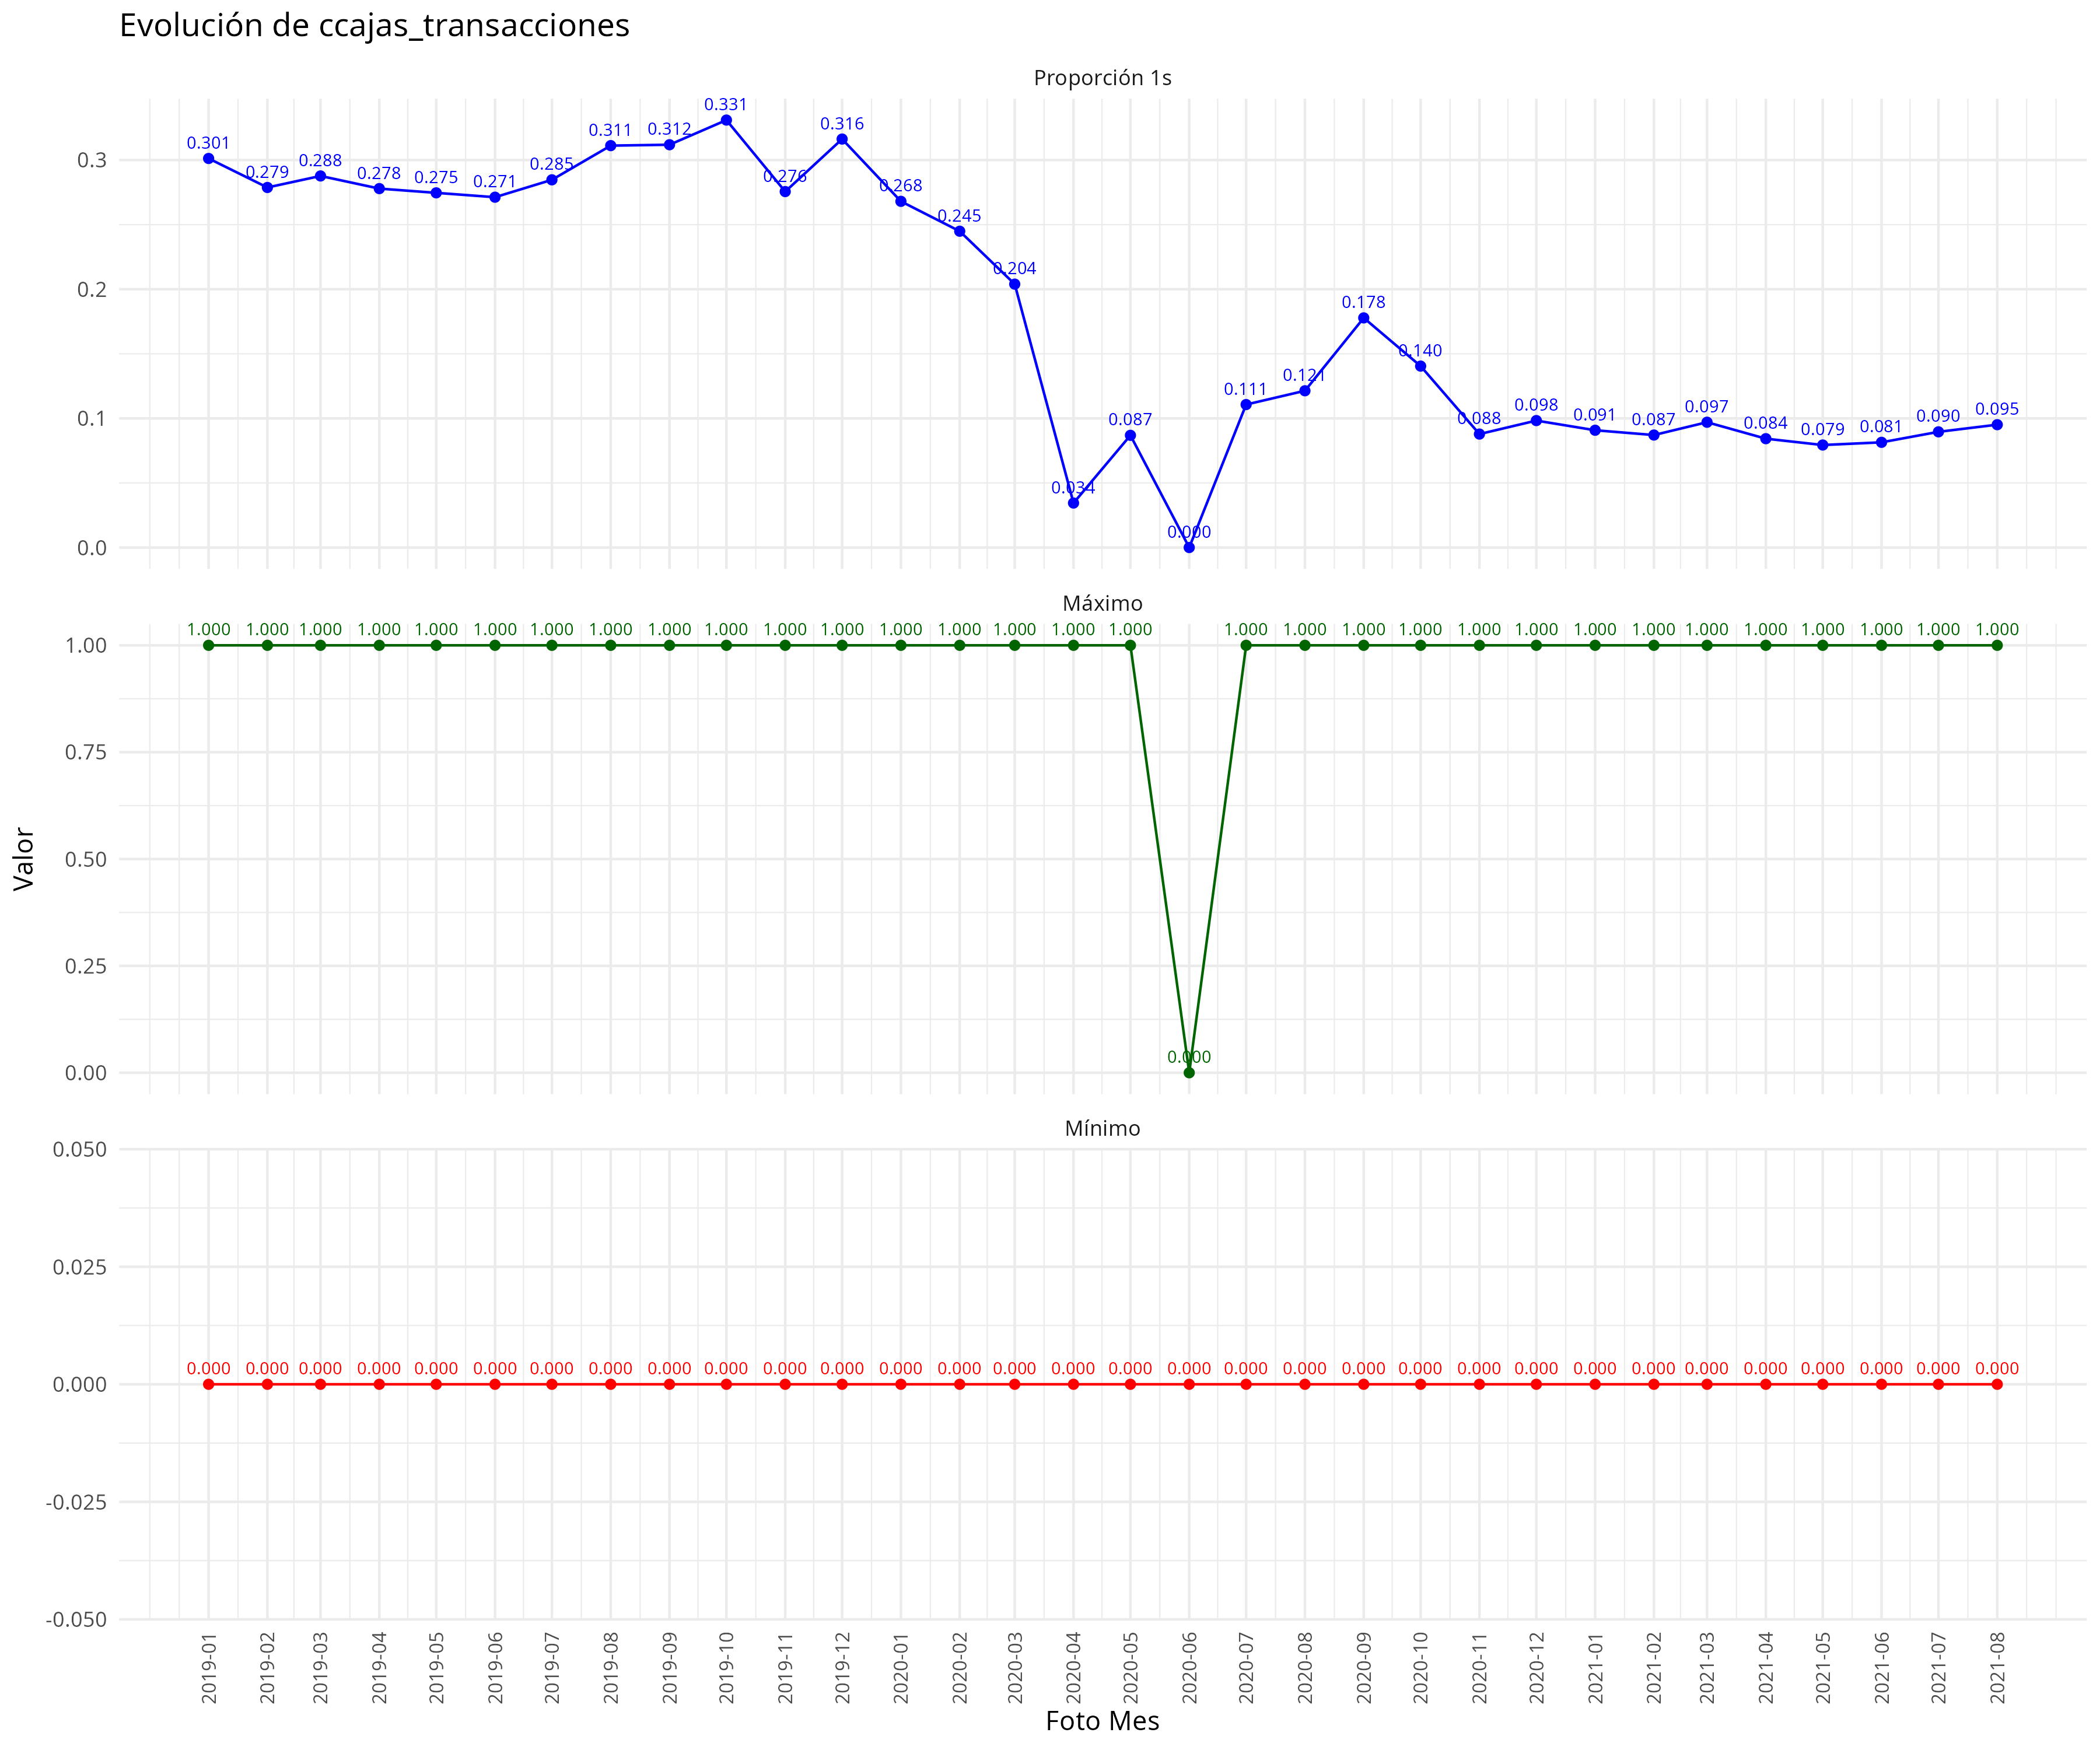 Evolución de ccajas_transacciones
Proporción 1s
0.3
0.2
0.1
0.0
0.301 0.279 0.288 0.278 0.275 0.271 0.285 0.311 0.312 0.331 0.276 0.316 0.268 0.245 0.204 0.034 0.087 0.000 0.111 0.121 0.178 0.140 0.088 0.098 0.091 0.087 0.097 0.084 0.079 0.081 0.090 0.095
Máximo
1.00
0.75
0.50
0.25
0.00
1.000 1.000 1.000 1.000 1.000 1.000 1.000 1.000 1.000 1.000 1.000 1.000 1.000 1.000 1.000 1.000 1.000 0.000 1.000 1.000 1.000 1.000 1.000 1.000 1.000 1.000 1.000 1.000 1.000 1.000 1.000 1.000
Valor
Mínimo
0.050
0.025
0.000
-0.025
-0.050
0.000 0.000 0.000 0.000 0.000 0.000 0.000 0.000 0.000 0.000 0.000 0.000 0.000 0.000 0.000 0.000 0.000 0.000 0.000 0.000 0.000 0.000 0.000 0.000 0.000 0.000 0.000 0.000 0.000 0.000 0.000 0.000
2019-01 2019-02 2019-03 2019-04 2019-05 2019-06 2019-07 2019-08 2019-09 2019-10 2019-11 2019-12 2020-01 2020-02 2020-03 2020-04 2020-05 2020-06 2020-07 2020-08 2020-09 2020-10 2020-11 2020-12 2021-01 2021-02 2021-03 2021-04 2021-05 2021-06 2021-07 2021-08
Foto Mes